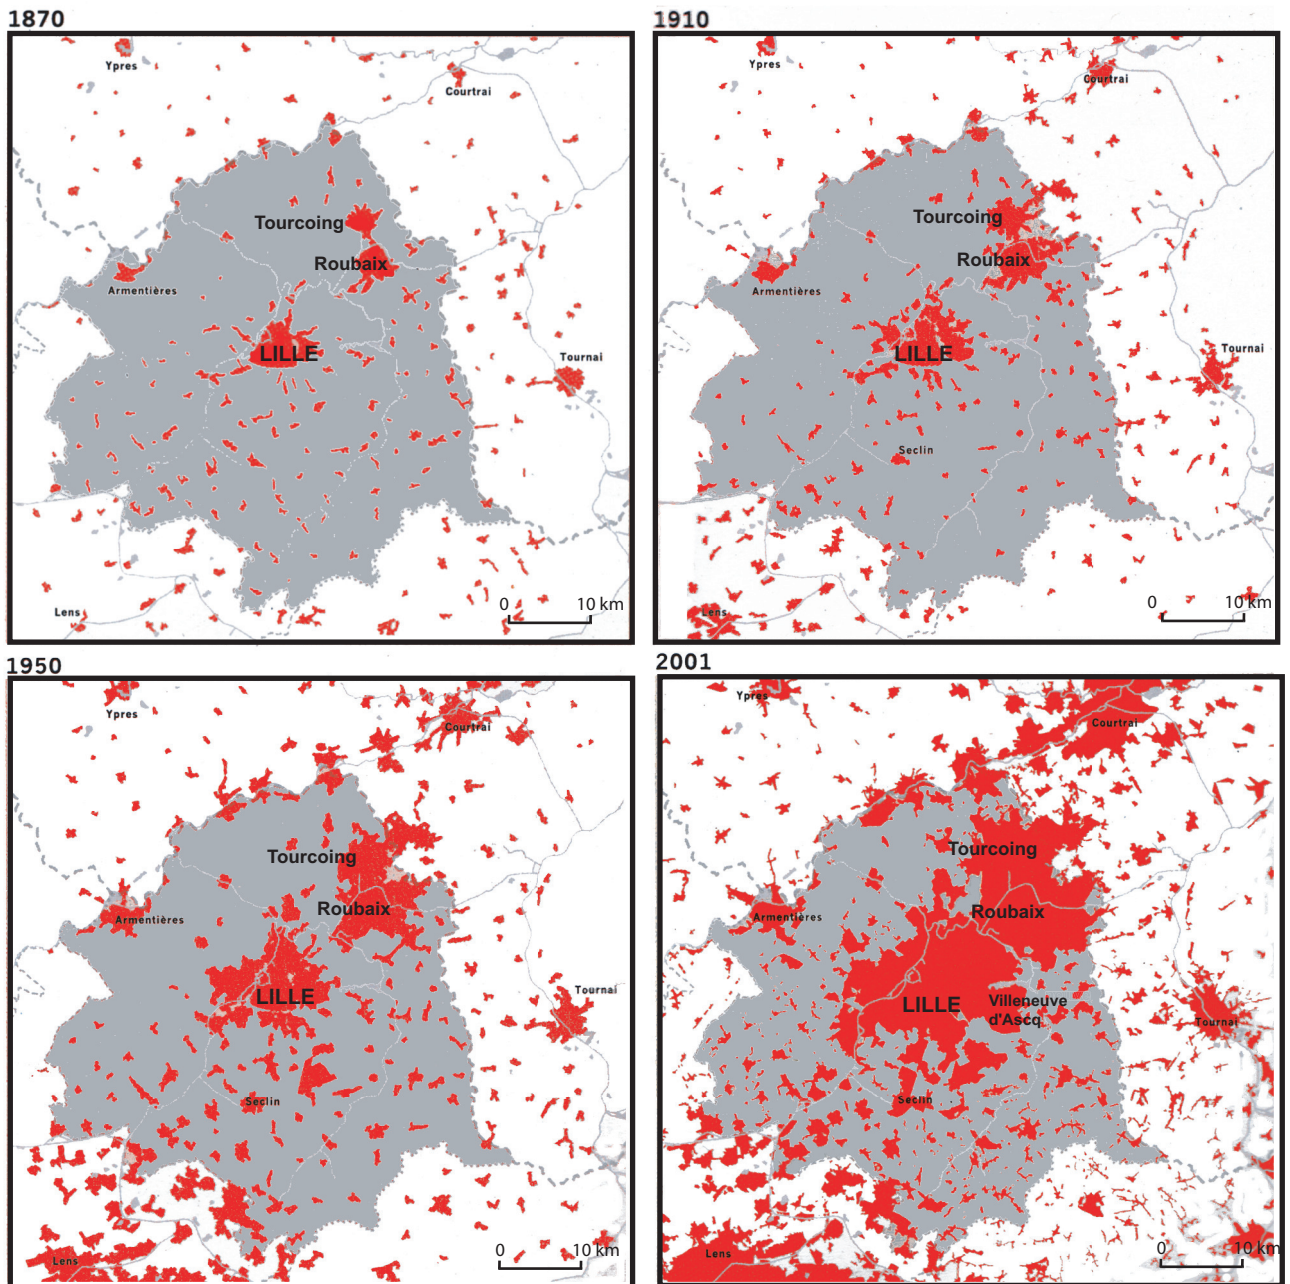 1870
Ypres
Courtrai
Tourcoing
Roubaix
Armentières
LILLE
Tournai
Lens
0 10 km
1910
Ypres
Courtrai
Tourcoing
Roubaix
Armentières
LILLE
Tournai
Seclin
Lens
0 10 km
1950
Ypres
Courtrai
Tourcoing
Roubaix
Armentières
LILLE
Tournai
Seclin
Lens
0 10 km
2001
Ypres
Courtrai
Tourcoing
Roubaix
Armentières
LILLE
Villeneuve
d'Ascq
Tournai
Seclin
Lens
0 10 km